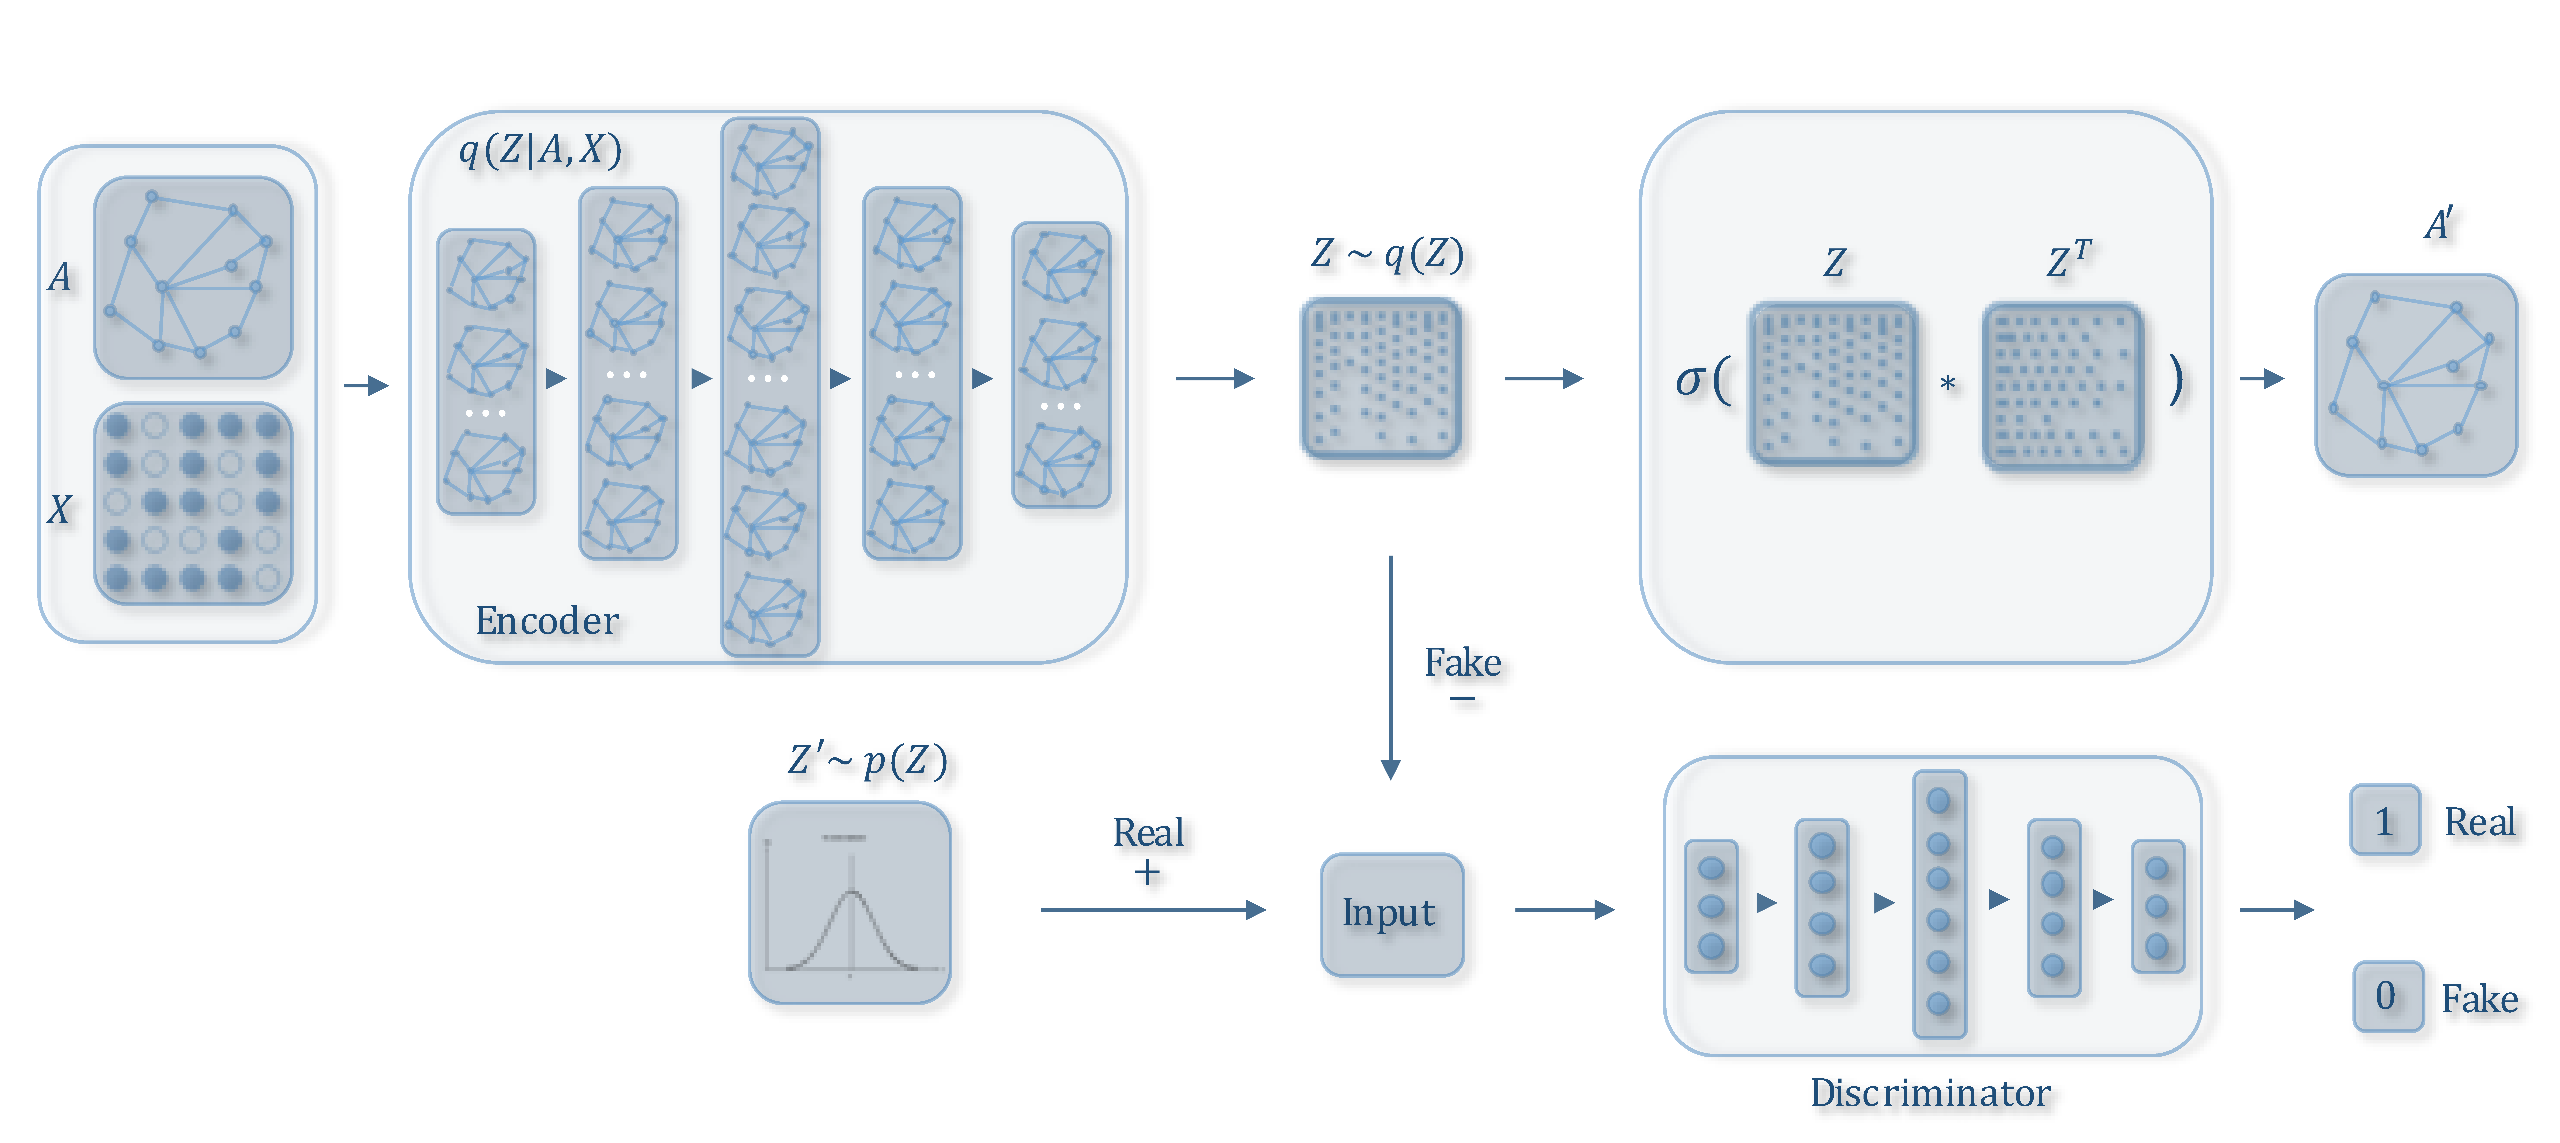 A
X
q(Z|A, X)
Encoder
Z ~ q(Z)
Z
Z^T
σ( * )
A′
Fake
−
Z′ ~ p(Z)
Real
+
Input
Discriminator
1 Real
0 Fake